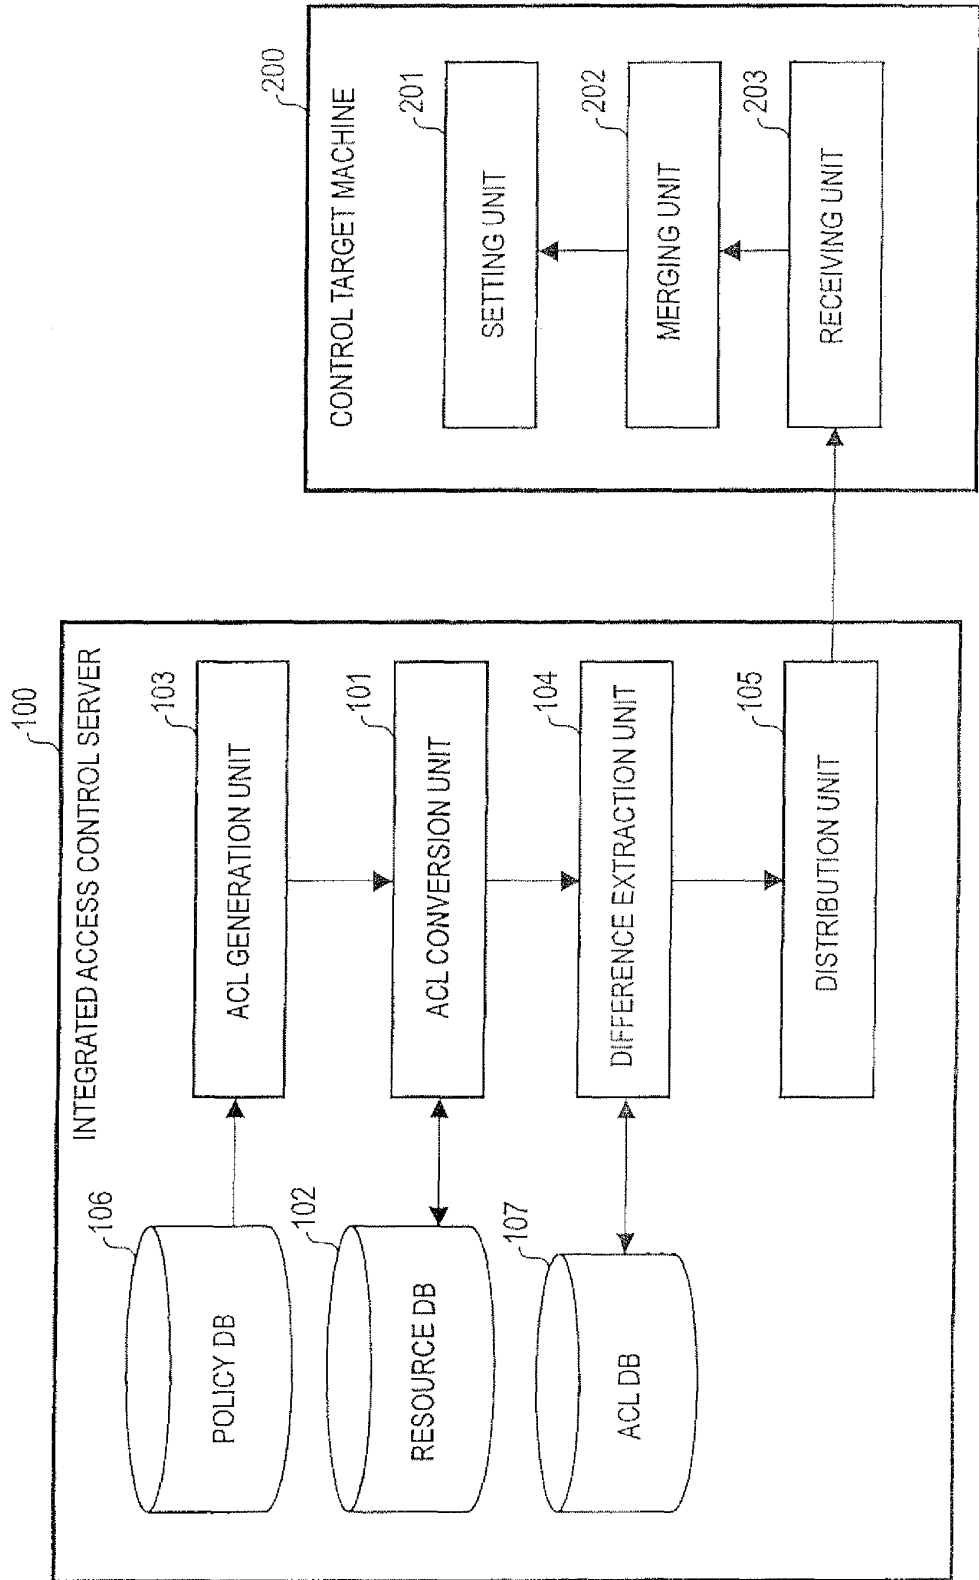 100
INTEGRATED ACCESS CONTROL SERVER
106
POLICY DB
103
ACL GENERATION UNIT
102
RESOURCE DB
101
ACL CONVERSION UNIT
107
ACL DB
104
DIFFERENCE EXTRACTION UNIT
105
DISTRIBUTION UNIT
200
CONTROL TARGET MACHINE
201
SETTING UNIT
202
MERGING UNIT
203
RECEIVING UNIT